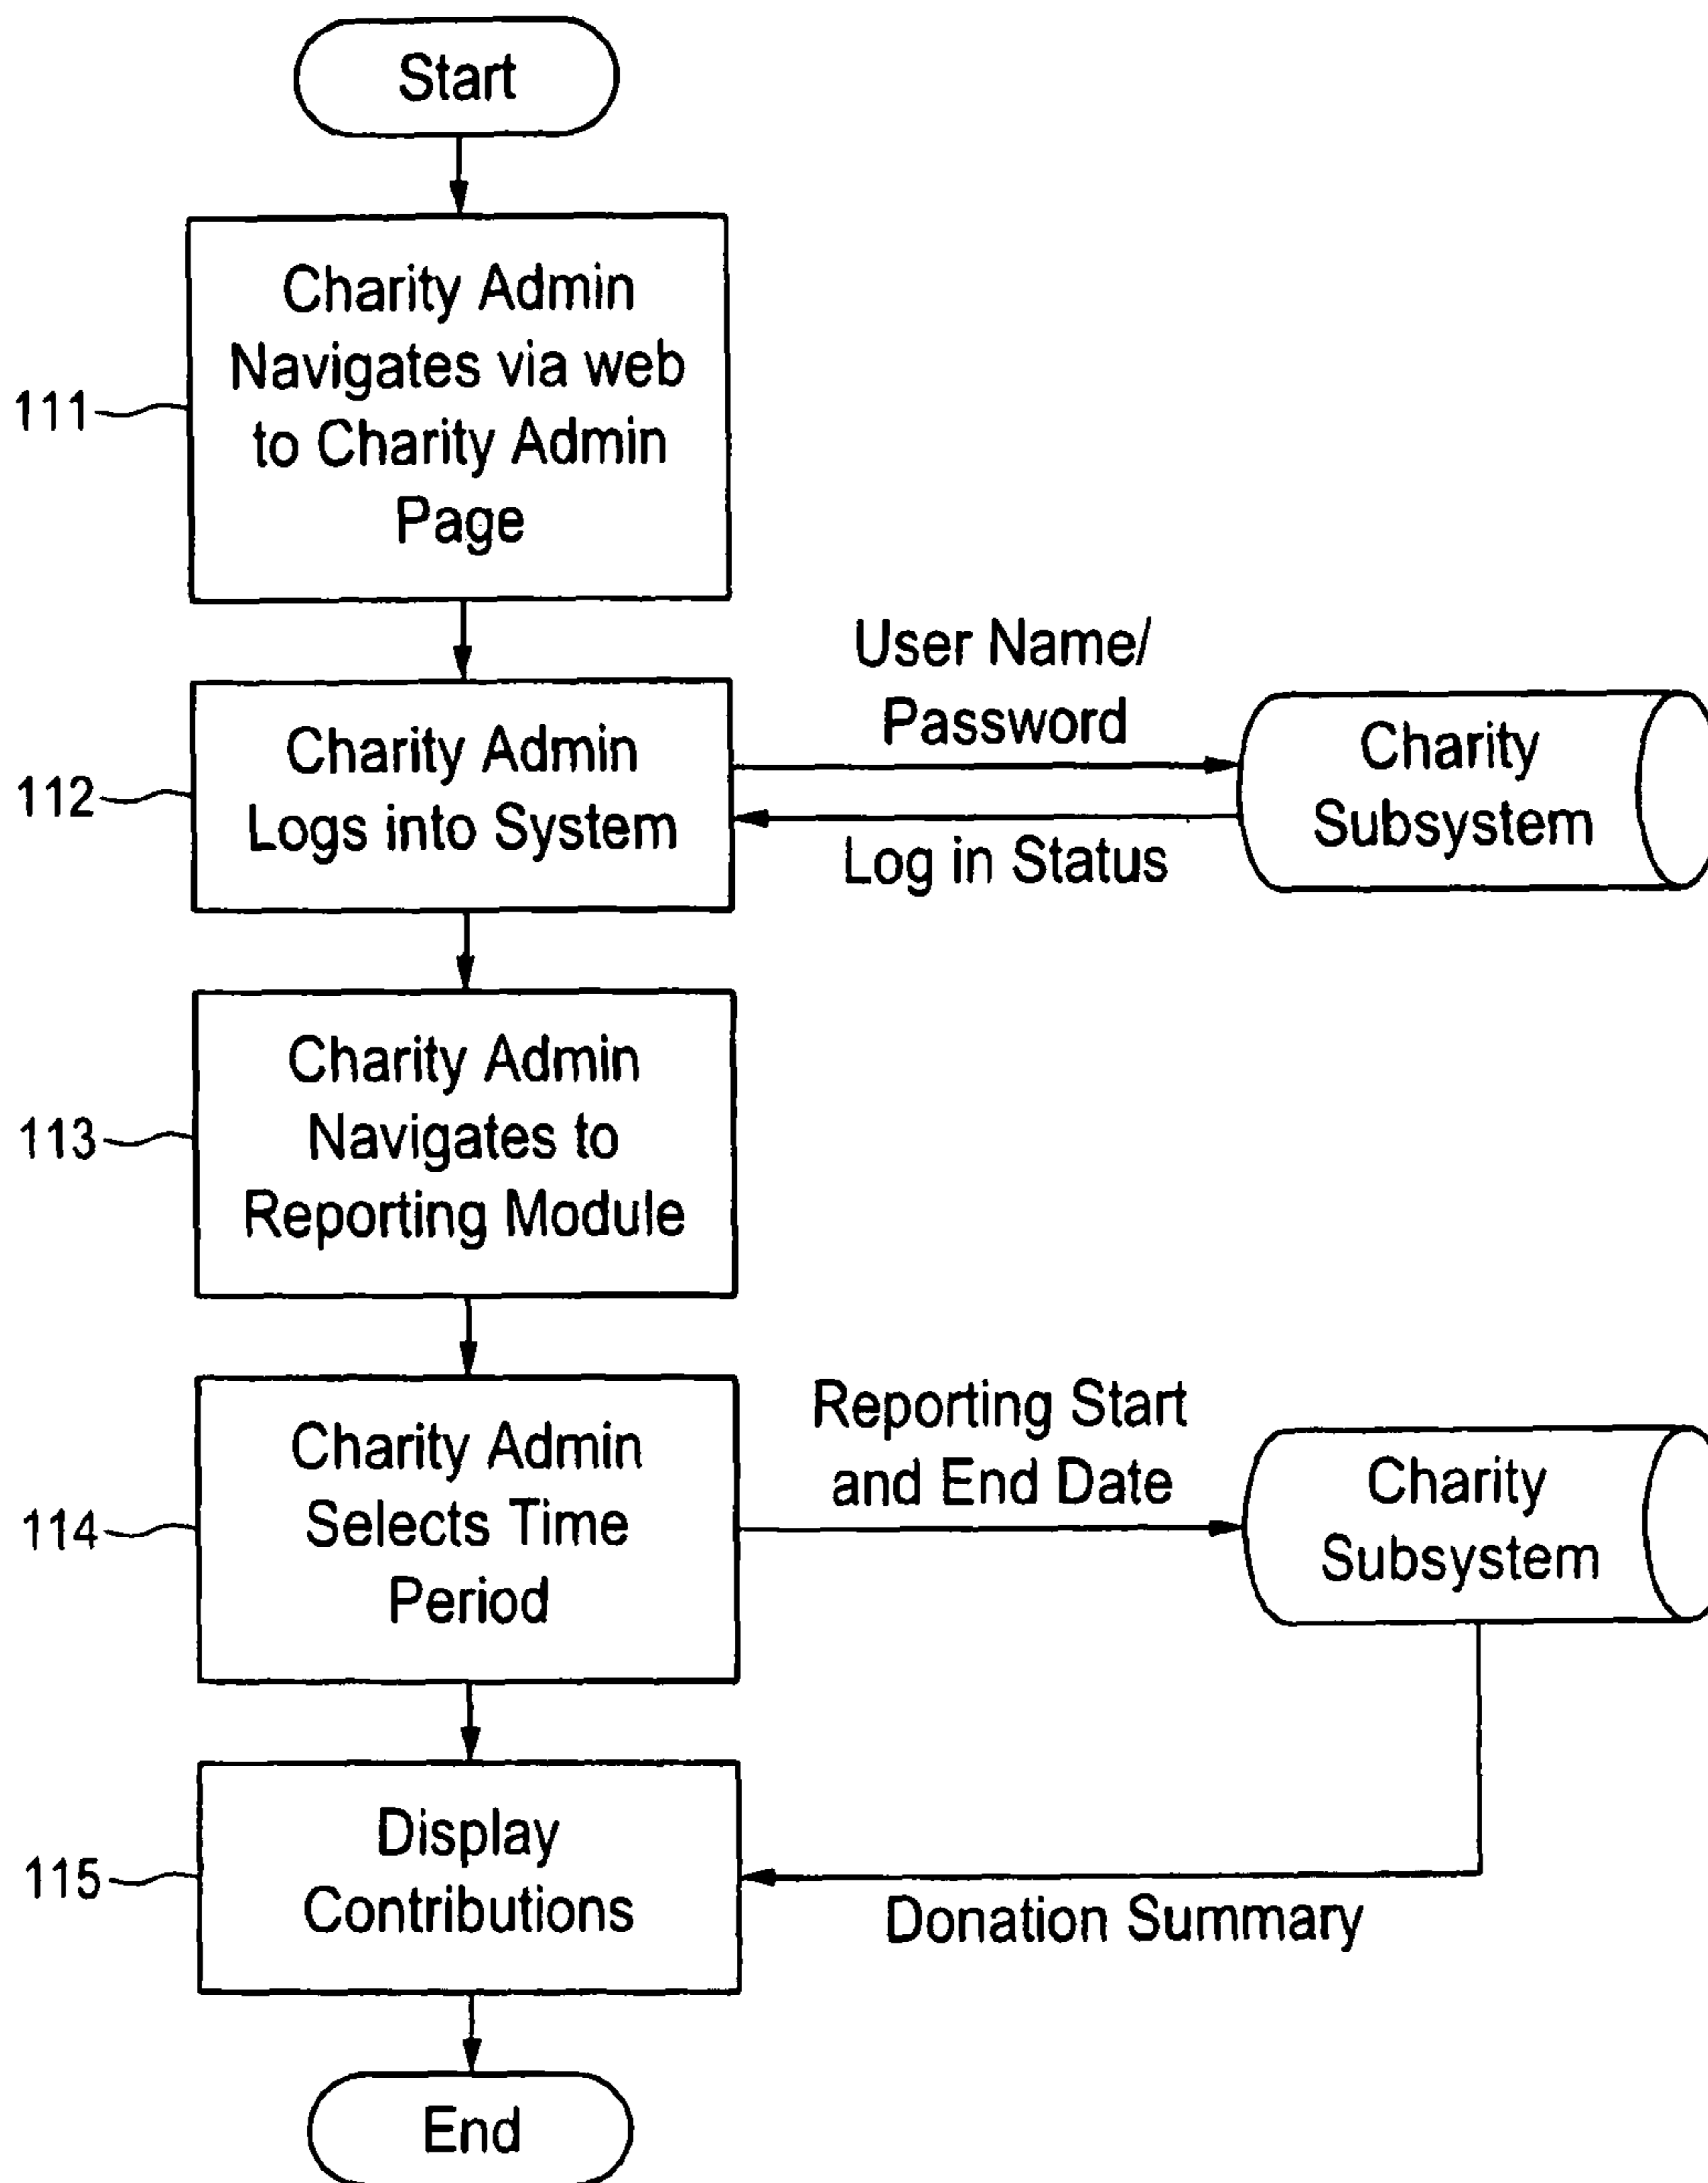 Start
Charity Admin
Navigates via web
to Charity Admin
Page
111
User Name/
Password
Charity Admin
Logs into System
112
Charity
Subsystem
Log in Status
Charity Admin
Navigates to
Reporting Module
113
Reporting Start
and End Date
Charity Admin
Selects Time
Period
114
Charity
Subsystem
Display
Contributions
115
Donation Summary
End